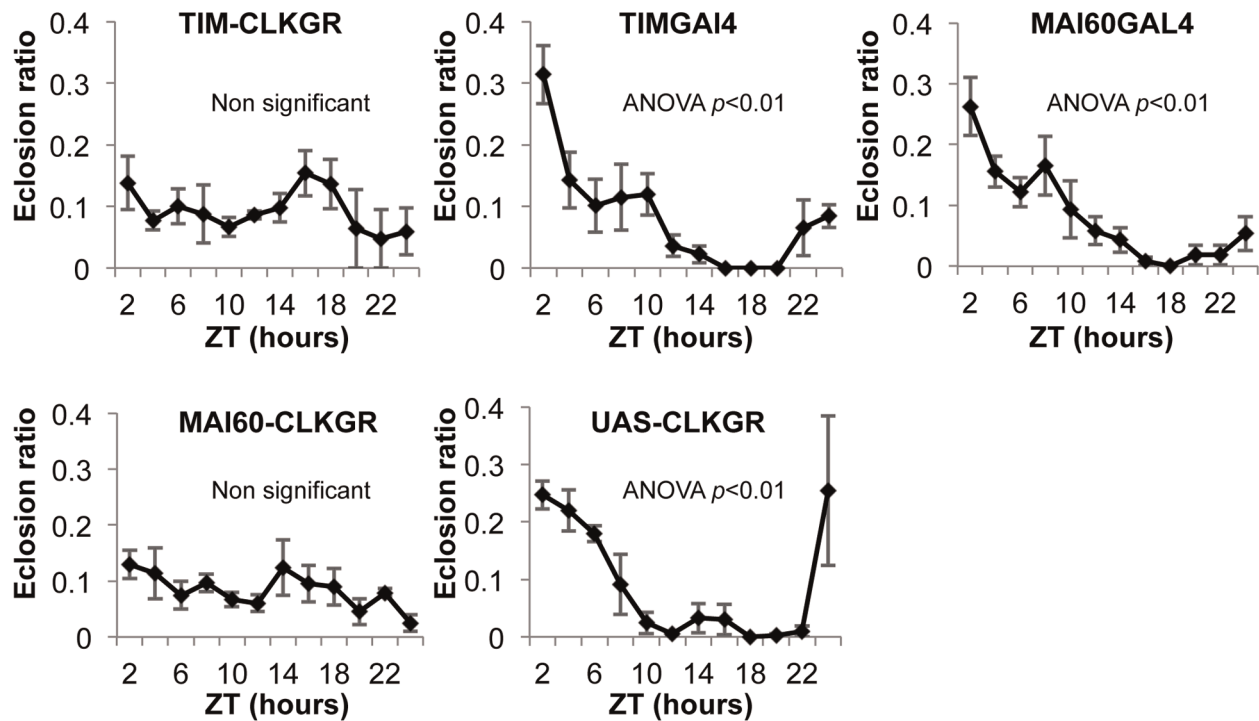 TIM-CLKGR
Eclosion ratio
0.4
0.3
0.2
0.1
0
Non significant
2 6 10 14 18 22
ZT (hours)
TIMGAl4
Eclosion ratio
0.4
0.3
0.2
0.1
0
ANOVA p<0.01
2 6 10 14 18 22
ZT (hours)
MAI60GAL4
Eclosion ratio
0.4
0.3
0.2
0.1
0
ANOVA p<0.01
2 6 10 14 18 22
ZT (hours)
MAI60-CLKGR
Eclosion ratio
0.4
0.3
0.2
0.1
0
Non significant
2 6 10 14 18 22
ZT (hours)
UAS-CLKGR
Eclosion ratio
0.4
0.3
0.2
0.1
0
ANOVA p<0.01
2 6 10 14 18 22
ZT (hours)